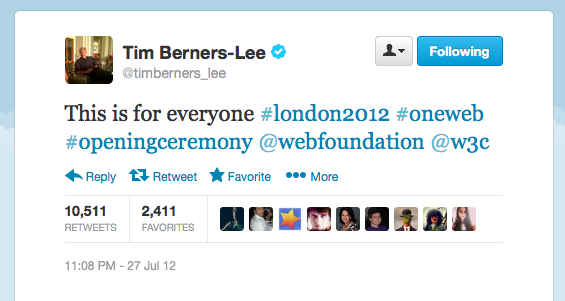 Tim Berners-Lee
@timberners_lee
Following
This is for everyone #london2012 #oneweb
#openingceremony @webfoundation @w3c
Reply Retweet Favorite More
10,511 2,411
RETWEETS FAVORITES
11:08 PM - 27 Jul 12